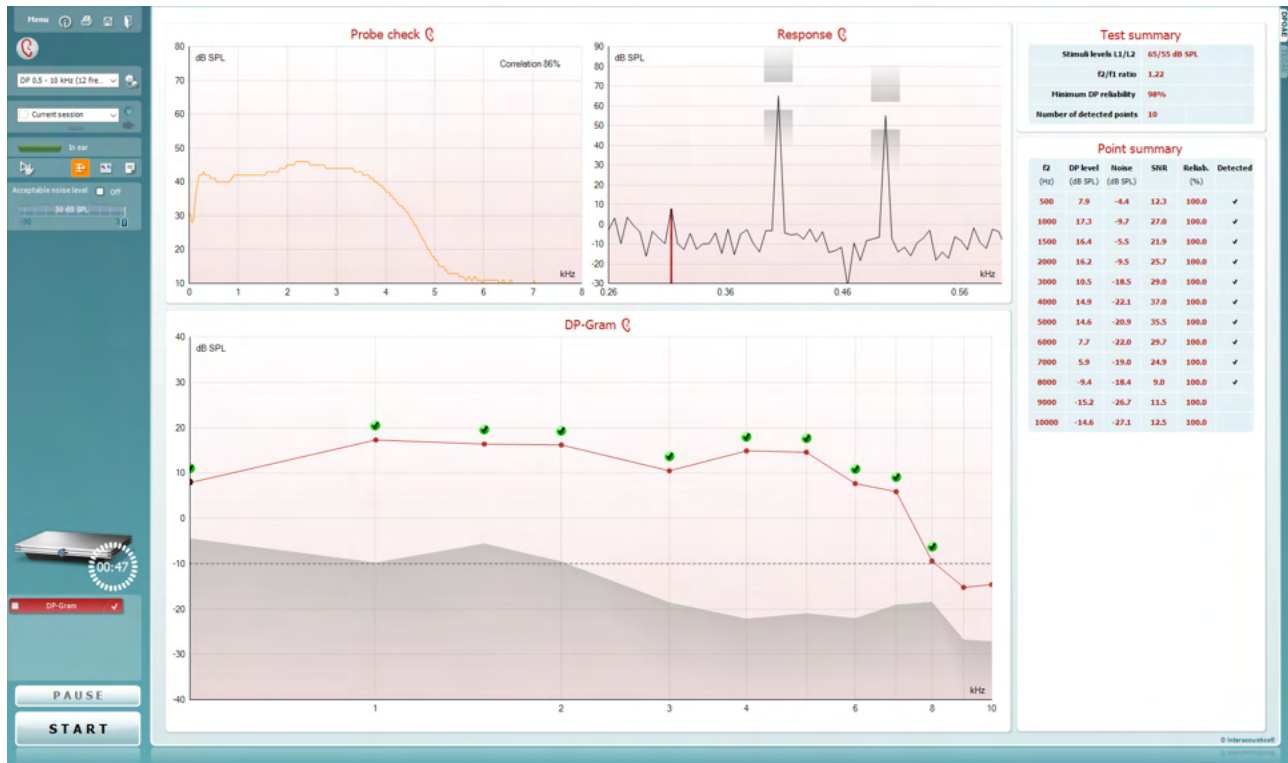 Menu
DP 0.5 - 10 kHz (12 fre...
Current session
In ear
Acceptable noise level Off
30 dB SPL
-30
00:47
DP-Gram
PAUSE
START
Probe check
80
dB SPL
Correlation 86%
70
60
50
40
30
20
10
kHz
0 1 2 3 4 5 6 7 8
Response
90
dB SPL
80
70
60
50
40
30
20
10
0
-10
-20
-30
kHz
0.26 0.36 0.46 0.56
DP-Gram
40
dB SPL
30
20
10
0
-10
-20
-30
-40
kHz
1 2 3 4 6 8 10
Test summary
Stimuli levels L1/L2 65/55 dB SPL
f2/f1 ratio 1.22
Minimum DP reliability 98%
Number of detected points 10
Point summary
f2 DP level Noise SNR Reliab. Detected
(Hz) (dB SPL) (dB SPL) (%)
500 7.9 -4.4 12.3 100.0 ✓
1000 17.3 -9.7 27.0 100.0 ✓
1500 16.4 -5.5 21.9 100.0 ✓
2000 16.2 -9.5 25.7 100.0 ✓
3000 10.5 -18.5 29.0 100.0 ✓
4000 14.9 -22.1 37.0 100.0 ✓
5000 14.6 -20.9 35.5 100.0 ✓
6000 7.7 -22.0 29.7 100.0 ✓
7000 5.9 -19.0 24.9 100.0 ✓
8000 -9.4 -18.4 9.0 100.0 ✓
9000 -15.2 -26.7 11.5 100.0
10000 -14.6 -27.1 12.5 100.0
DPOAE
© Interacoustics®